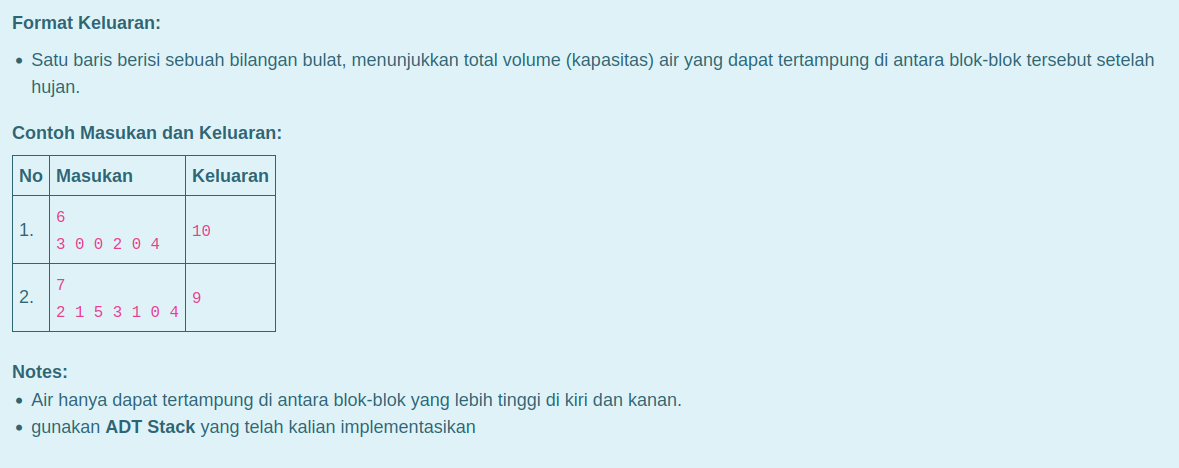 Format Keluaran:
• Satu baris berisi sebuah bilangan bulat, menunjukkan total volume (kapasitas) air yang dapat tertampung di antara blok-blok tersebut setelah
hujan.
Contoh Masukan dan Keluaran:
No Masukan Keluaran
1. 6
3 0 0 2 0 4 10
2. 7
2 1 5 3 1 0 4 9
Notes:
• Air hanya dapat tertampung di antara blok-blok yang lebih tinggi di kiri dan kanan.
• gunakan ADT Stack yang telah kalian implementasikan